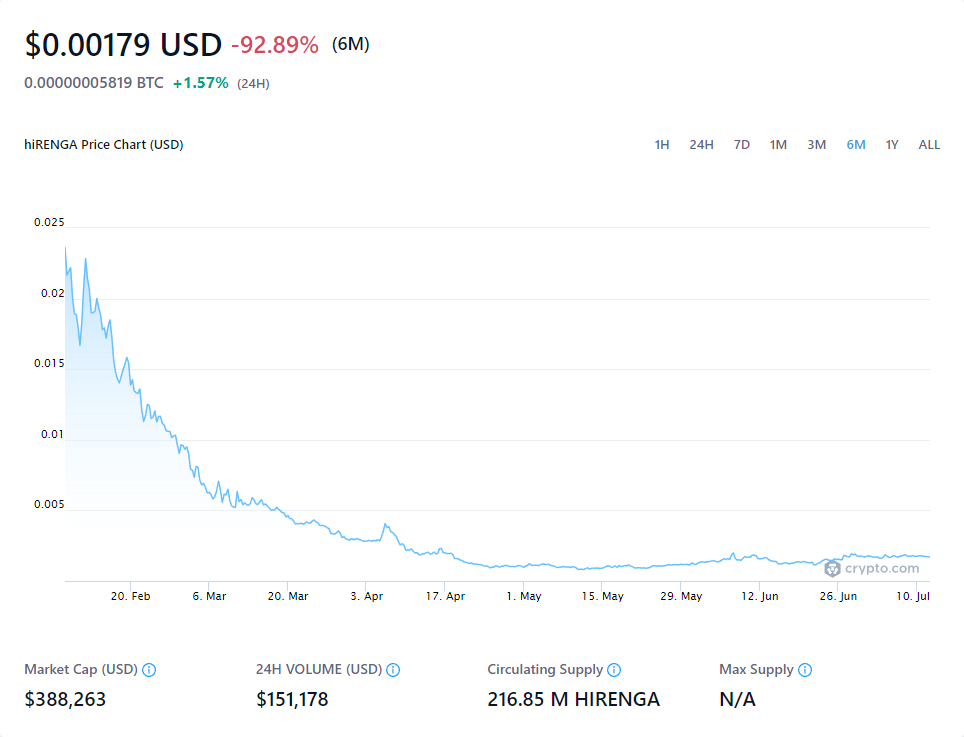 $0.00179 USD -92.89% (6M)
0.00000005819 BTC +1.57% (24H)
hiRENGA Price Chart (USD) 1H 24H 7D 1M 3M 6M 1Y ALL
0.025
0.02
0.015
0.01
0.005
crypto.com
20. Feb 6. Mar 20. Mar 3. Apr 17. Apr 1. May 15. May 29. May 12. Jun 26. Jun 10. Jul
Market Cap (USD) 24H VOLUME (USD) Circulating Supply Max Supply
$388,263 $151,178 216.85 M HIRENGA N/A